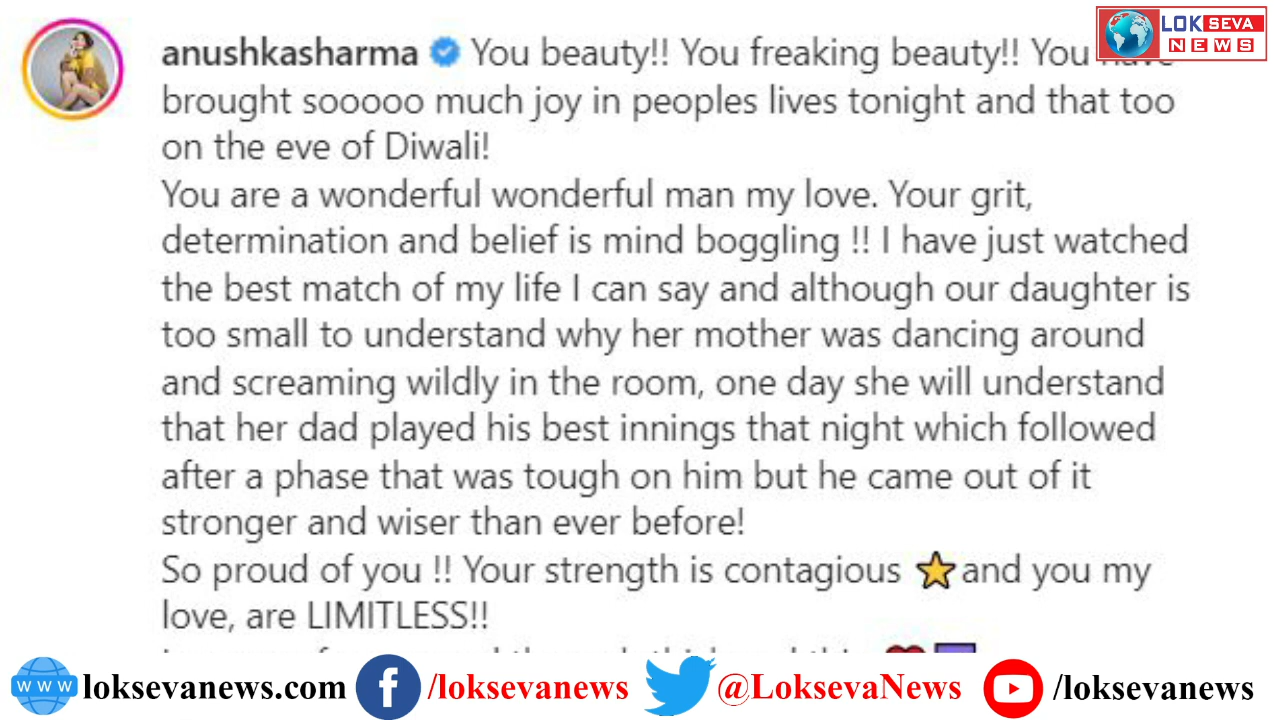 LOKSEVA
NEWS
anushkasharma You beauty!! You freaking beauty!! You have
brought sooooo much joy in peoples lives tonight and that too
on the eve of Diwali!
You are a wonderful wonderful man my love. Your grit,
determination and belief is mind boggling !! I have just watched
the best match of my life I can say and although our daughter is
too small to understand why her mother was dancing around
and screaming wildly in the room, one day she will understand
that her dad played his best innings that night which followed
after a phase that was tough on him but he came out of it
stronger and wiser than ever before!
So proud of you !! Your strength is contagious ⭐and you my
love, are LIMITLESS!!
www loksevanews.com /loksevanews @LoksevaNews /loksevanews